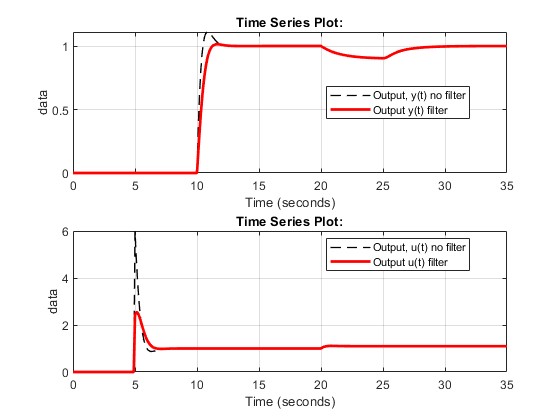 Time Series Plot:
1
0.5
0
data
Output, y(t) no filter
Output y(t) filter
0 5 10 15 20 25 30 35
Time (seconds)
Time Series Plot:
6
4
2
0
data
Output, u(t) no filter
Output u(t) filter
0 5 10 15 20 25 30 35
Time (seconds)